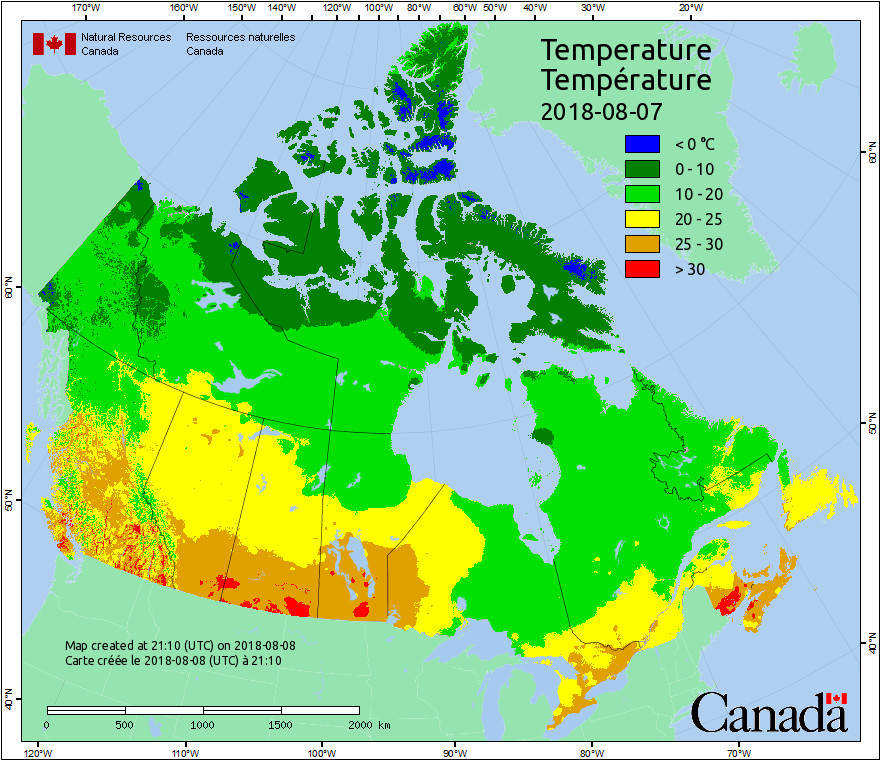 170°W 160°W 150°W 140°W 120°W 100°W 80°W 60°W 50°W 40°W 30°W 20°W
Natural Resources Ressources naturelles
Canada Canada
Temperature
Température
2018-08-07
< 0 °C
0 - 10
10 - 20
20 - 25
25 - 30
> 30
60°N
60°N
50°N
50°N
40°N
40°N
Map created at 21:10 (UTC) on 2018-08-08
Carte créée le 2018-08-08 (UTC) à 21:10
0 500 1000 1500 2000 km
Canada
120°W 110°W 100°W 90°W 80°W 70°W